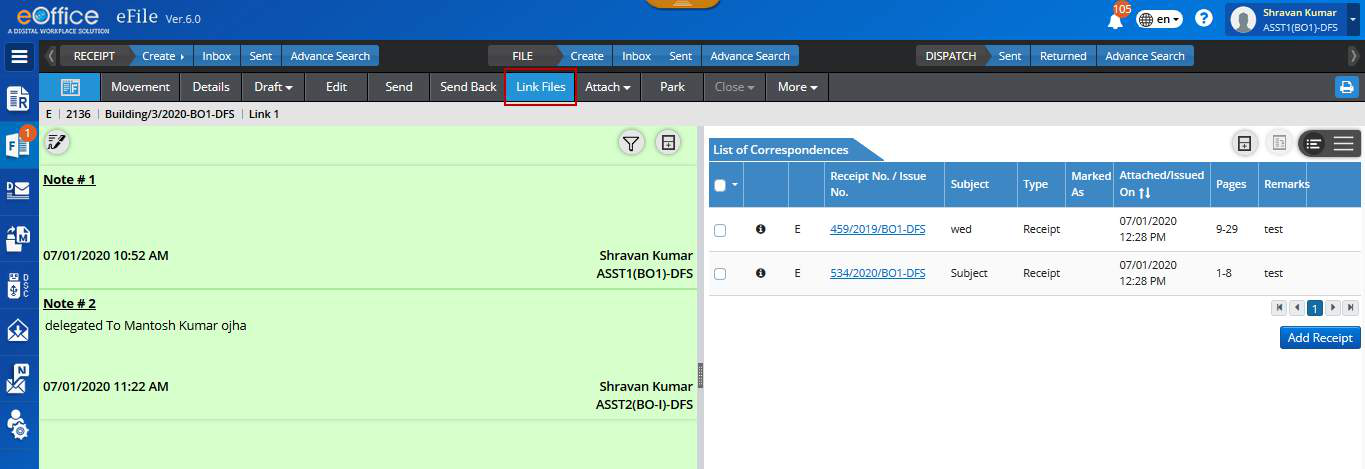 eOffice eFile Ver.6.0
A DIGITAL WORKPLACE SOLUTION
105
en
?
Shravan Kumar
ASST1(BO1)-DFS
RECEIPT Create Inbox Sent Advance Search
FILE Create Inbox Sent Advance Search
DISPATCH Sent Returned Advance Search
F Movement Details Draft Edit Send Send Back Link Files Attach Park Close More
E | 2136 | Building/3/2020-BO1-DFS | Link 1
R
F 1
D
M
DSC
N
Note # 1
07/01/2020 10:52 AM
Shravan Kumar
ASST1(BO1)-DFS
Note # 2
delegated To Mantosh Kumar ojha
07/01/2020 11:22 AM
Shravan Kumar
ASST2(BO-I)-DFS
List of Correspondences
Receipt No. / Issue No. Subject Type Marked As Attached/Issued On Pages Remarks
E 459/2019/BO1-DFS wed Receipt 07/01/2020 12:28 PM 9-29 test
E 534/2020/BO1-DFS Subject Receipt 07/01/2020 12:28 PM 1-8 test
1
Add Receipt